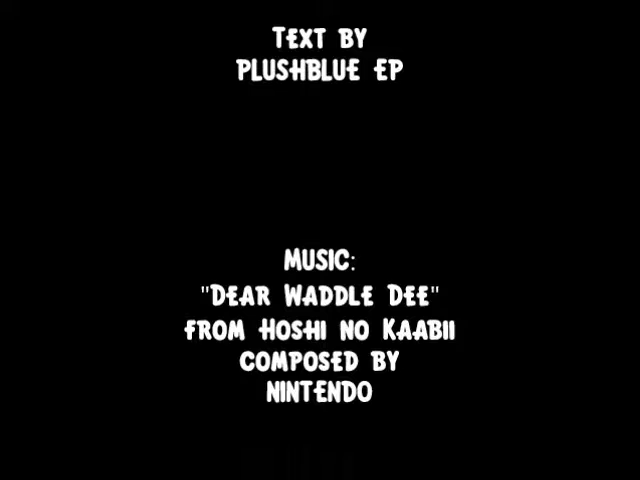 Text by
Plushblue EP
Music:
"Dear Waddle Dee"
from Hoshi no Kaabii
composed by
Nintendo